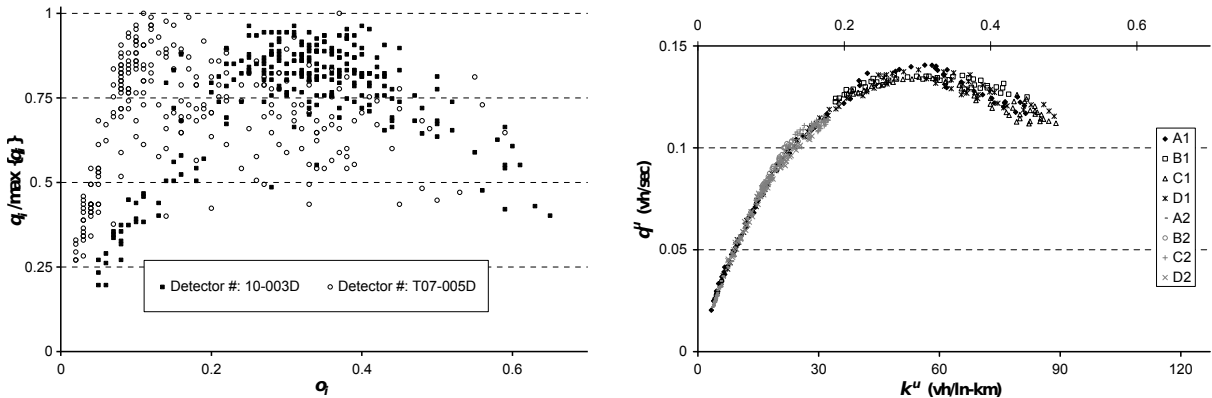 1
0.75
0.5
0.25
0
0
0.2
0.4
0.6
q_i /max {q_i}
o_i
Detector #: 10-003D
Detector #: T07-005D
0
0.2
0.4
0.6
0.15
0.1
0.05
0
0
30
60
90
120
q^u (vh/sec)
k^u (vh/ln-km)
A1
B1
C1
D1
A2
B2
C2
D2